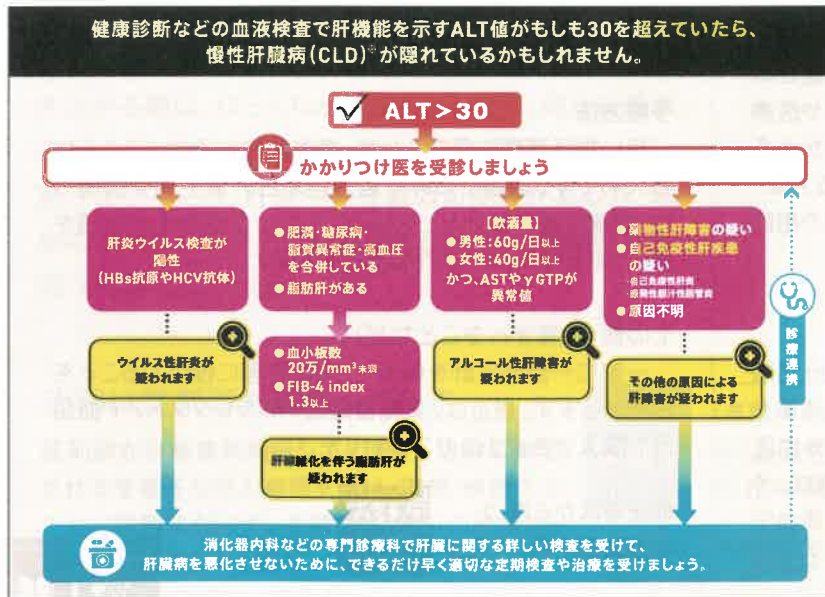 健康診断などの血液検査で肝機能を示すALT値がもしも30を超えていたら、
慢性肝臓病(CLD)※が隠れているかもしれません。
ALT>30
かかりつけ医を受診しましょう
肝炎ウイルス検査が
陽性
(HBs抗原やHCV抗体)
ウイルス性肝炎が
疑われます
●肥満・糖尿病・
脂質異常症・高血圧
を合併している
●脂肪肝がある
●血小板数
20万/mm³未満
●FIB-4 index
1.3以上
肝線維化を伴う脂肪肝が
疑われます
【飲酒量】
●男性:60g/日以上
●女性:40g/日以上
かつ、ASTやγGTPが
異常値
アルコール性肝障害が
疑われます
●薬物性肝障害の疑い
●自己免疫性肝疾患
の疑い
·自己免疫性肝炎
·原発性胆汁性胆管炎
●原因不明
その他の原因による
肝障害が疑われます
診療連携
消化器内科などの専門診療科で肝臓に関する詳しい検査を受けて、
肝臓病を悪化させないために、できるだけ早く適切な定期検査や治療を受けましょう。